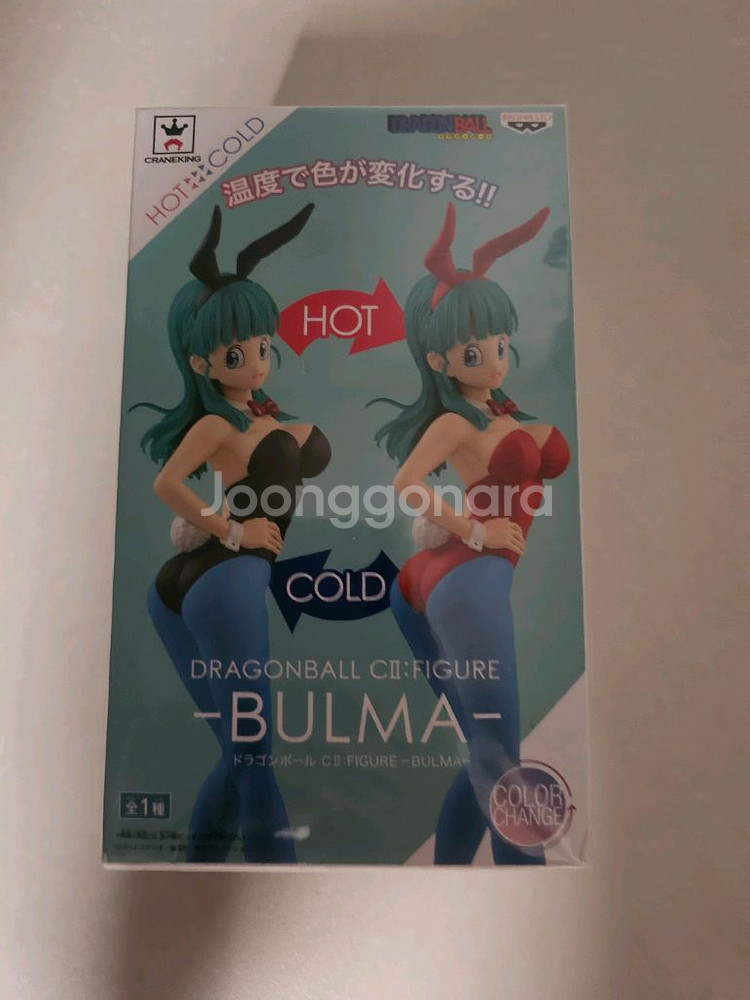 CRANEKING
HOT COLD
DRAGONBALL
BANPRESTO
温度で色が変化する!!
HOT
Joonggonara
COLD
DRAGONBALL CⅡ:FIGURE
-BULMA-
ドラゴンボール CⅡ:FIGURE -BULMA-
全1種
COLOR
CHANGE